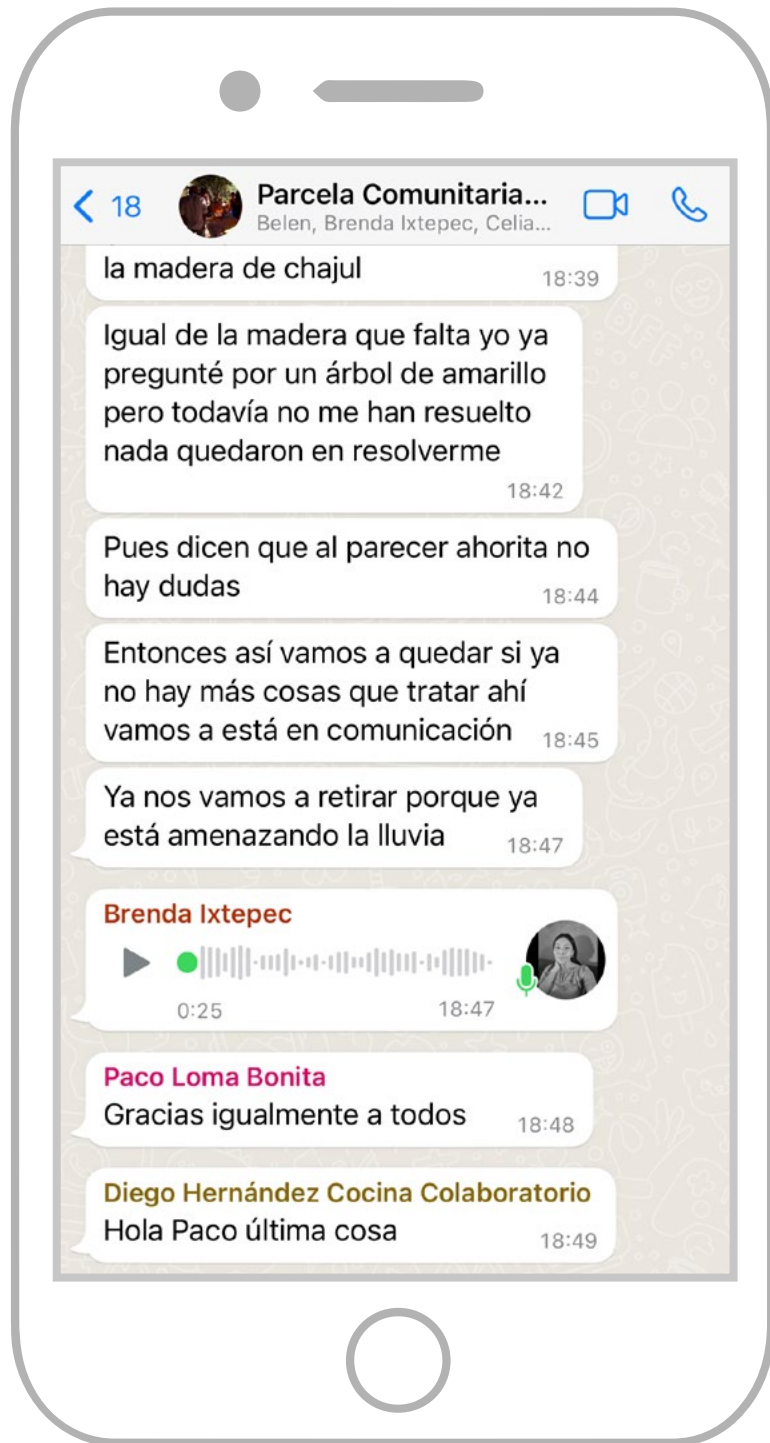 18
Parcela Comunitaria...
Belen, Brenda Ixtepec, Celia...
la madera de chajul
18:39
Igual de la madera que falta yo ya
pregunté por un árbol de amarillo
pero todavía no me han resuelto
nada quedaron en resolverme
18:42
Pues dicen que al parecer ahorita no
hay dudas
18:44
Entonces así vamos a quedar si ya
no hay más cosas que tratar ahí
vamos a está en comunicación
18:45
Ya nos vamos a retirar porque ya
está amenazando la lluvia
18:47
Brenda Ixtepec
0:25
18:47
Paco Loma Bonita
Gracias igualmente a todos
18:48
Diego Hernández Cocina Colaboratorio
Hola Paco última cosa
18:49